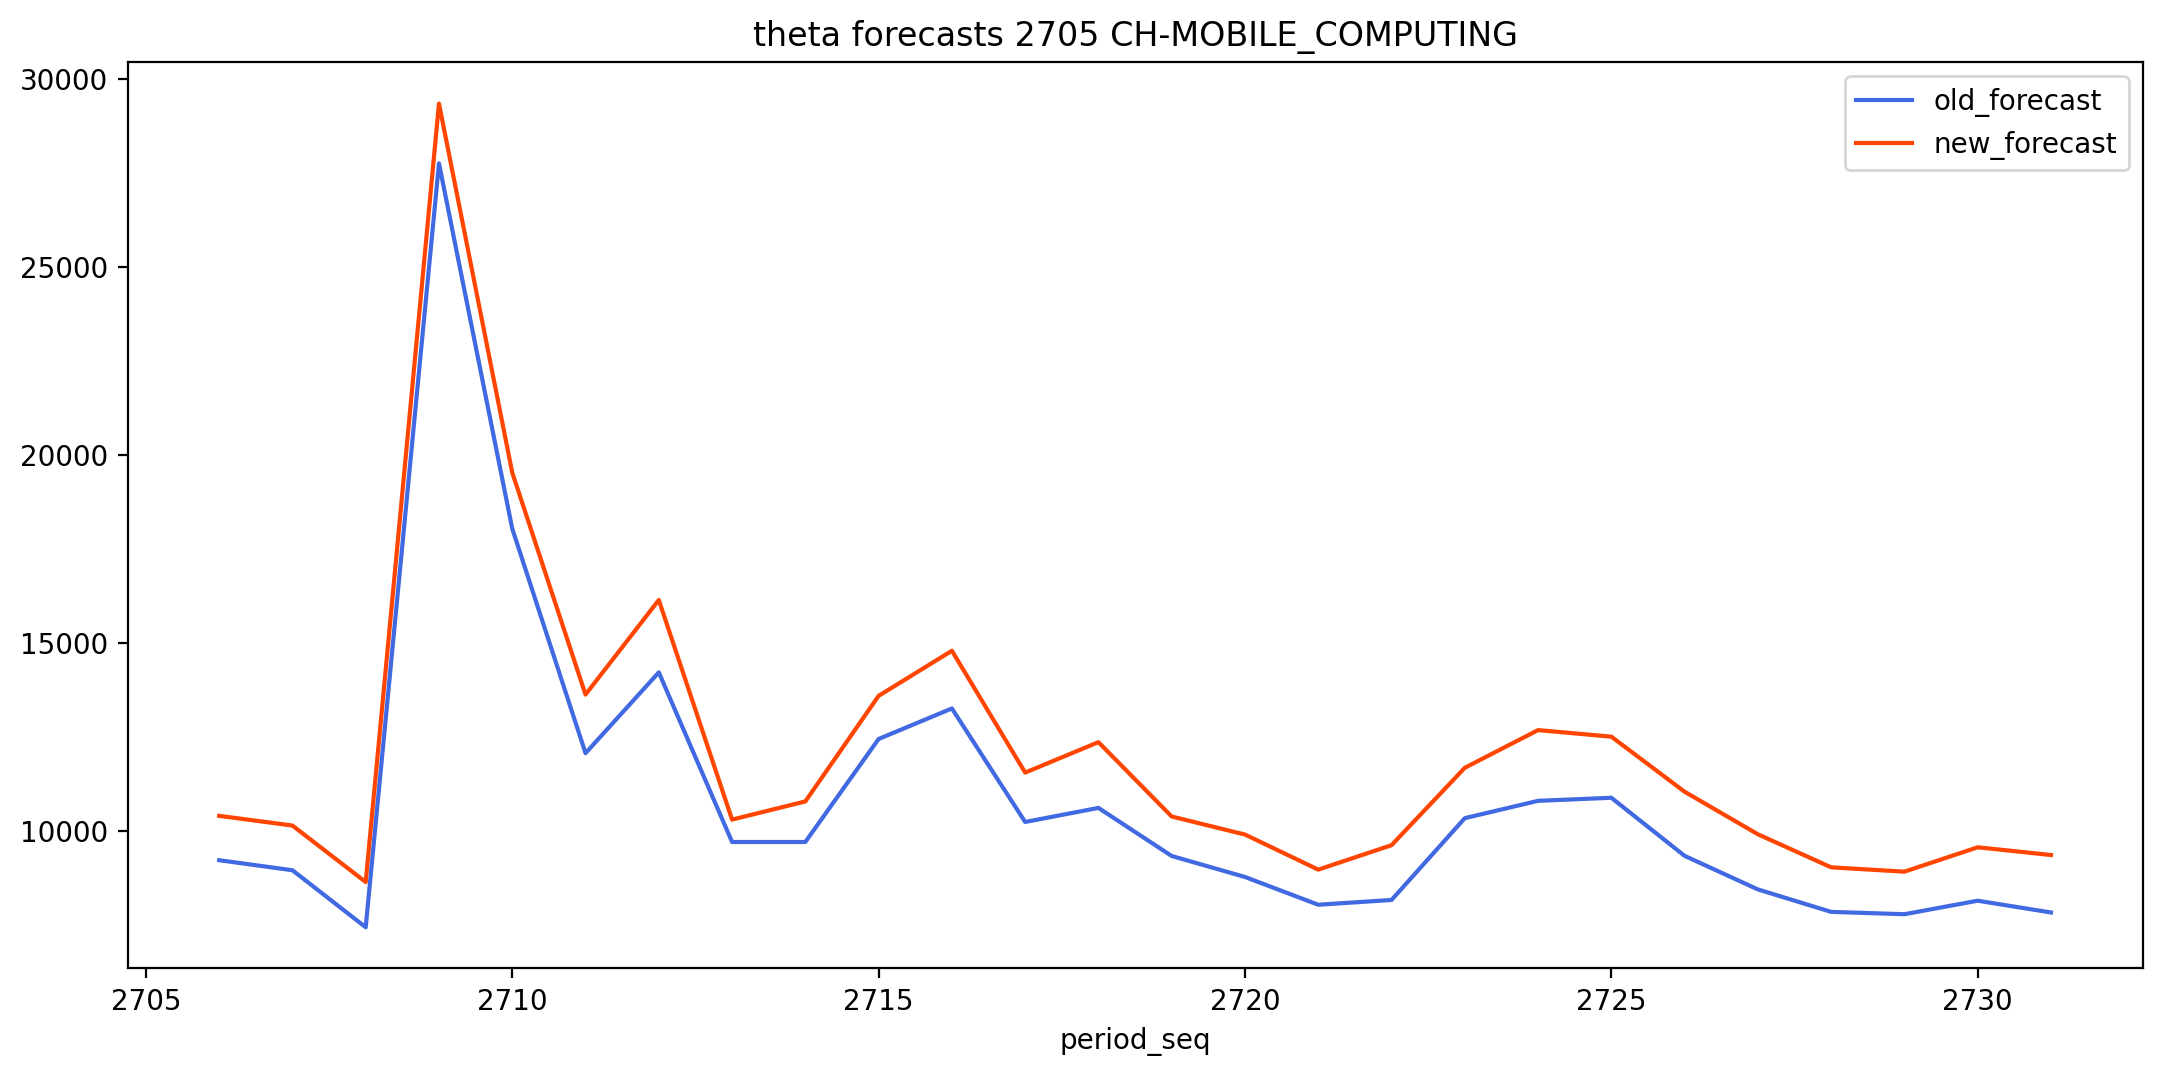 theta forecasts 2705 CH-MOBILE_COMPUTING
30000
25000
20000
15000
10000
old_forecast
new_forecast
2705 2710 2715 2720 2725 2730
period_seq